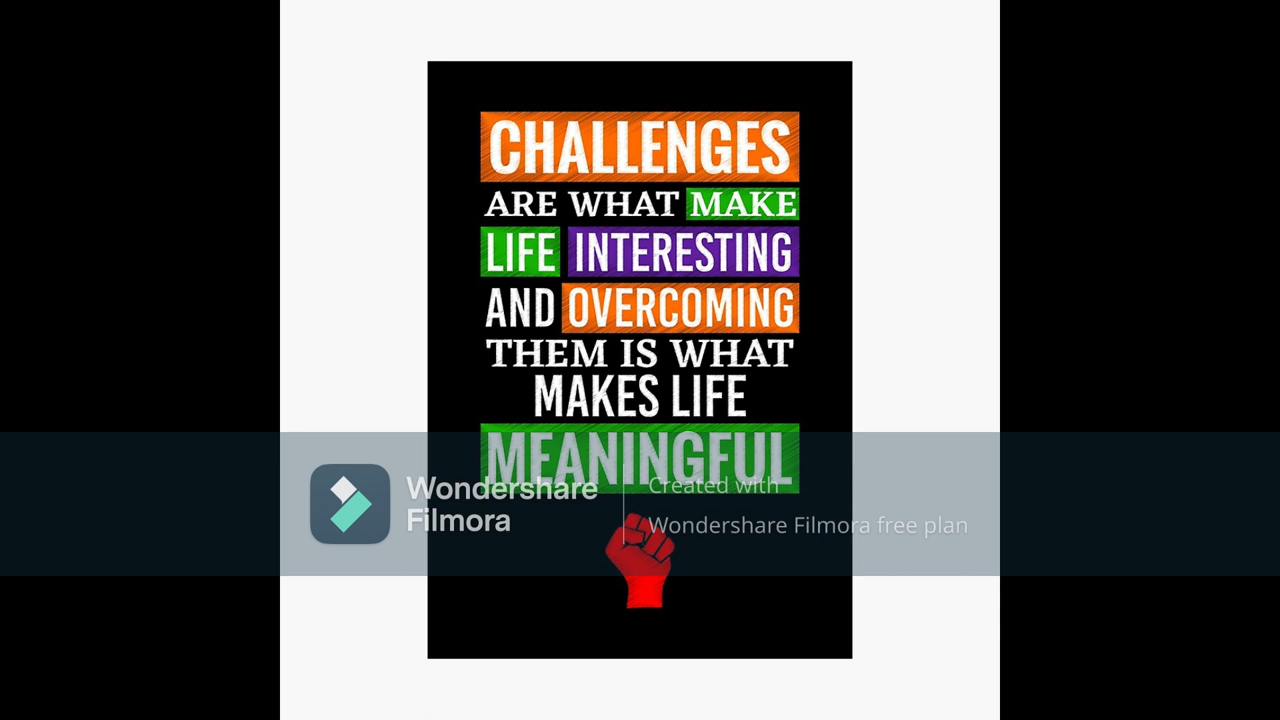 CHALLENGES
ARE WHAT MAKE
LIFE INTERESTING
AND OVERCOMING
THEM IS WHAT
MAKES LIFE
MEANINGFUL
Wondershare
Filmora
Created with
Wondershare Filmora free plan